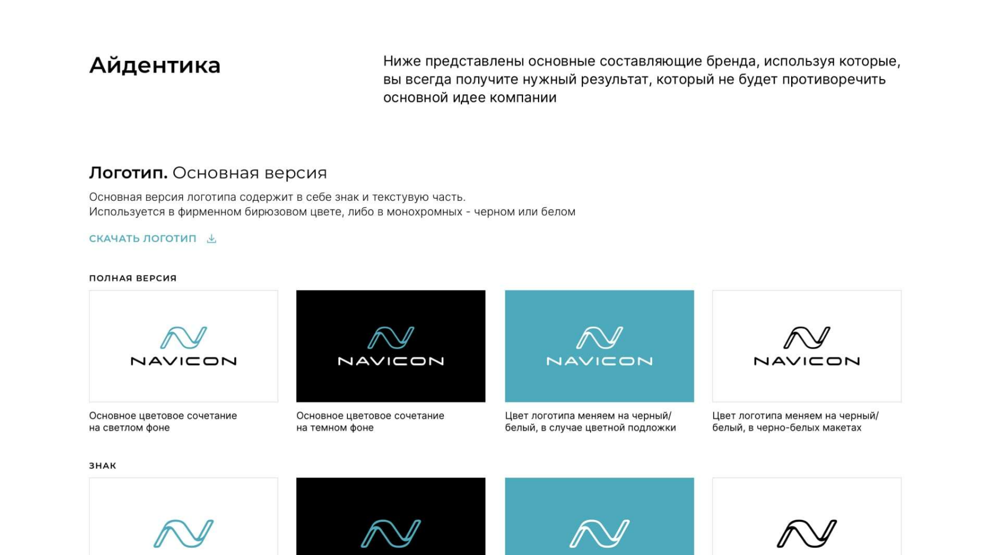 Айдентика
Ниже представлены основные составляющие бренда, используя которые,
вы всегда получите нужный результат, который не будет противоречить
основной идее компании
Логотип. Основная версия
Основная версия логотипа содержит в себе знак и текстувую часть.
Используется в фирменном бирюзовом цвете, либо в монохромных - черном или белом
СКАЧАТЬ ЛОГОТИП
ПОЛНАЯ ВЕРСИЯ
NAVICON
NAVICON
NAVICON
NAVICON
Основное цветовое сочетание
на светлом фоне
Основное цветовое сочетание
на темном фоне
Цвет логотипа меняем на черный/
белый, в случае цветной подложки
Цвет логотипа меняем на черный/
белый, в черно-белых макетах
ЗНАК